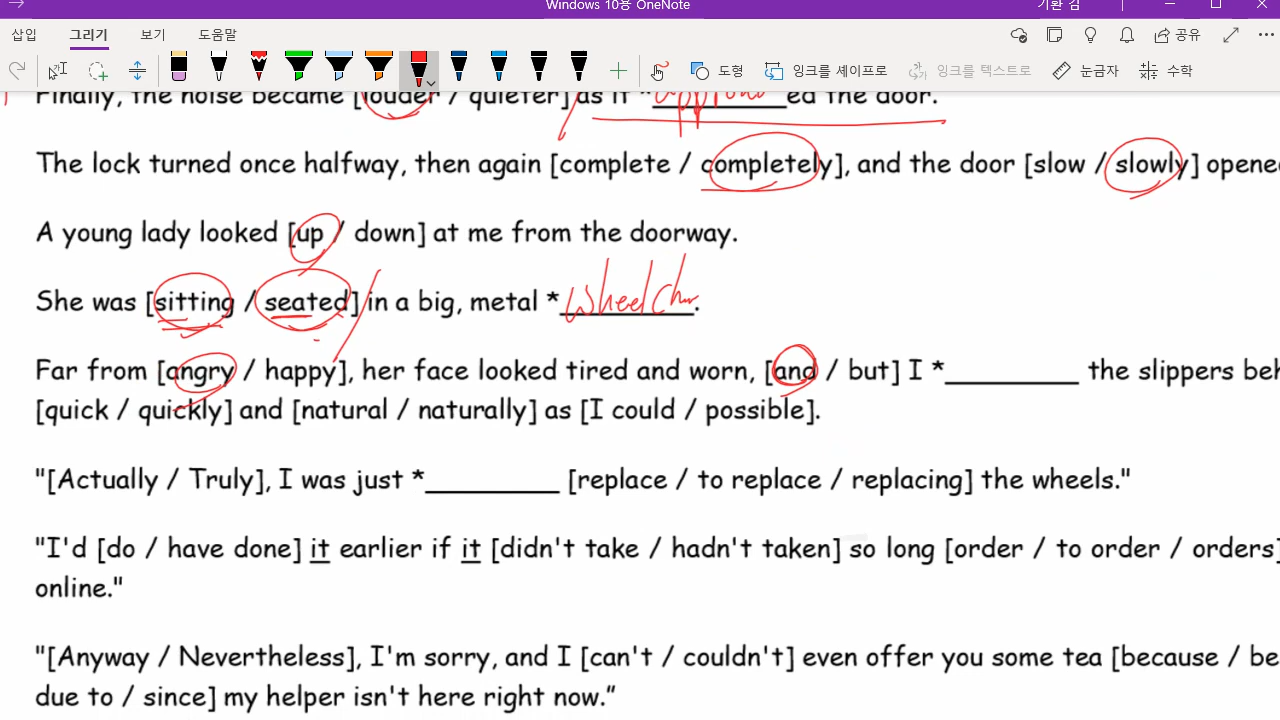 Windows 10용 OneNote
기환 김
삽입 그리기 보기 도움말
공유
도형 잉크를 셰이프로 잉크를 텍스트로 눈금자 수학
Finally, the noise became [louder / quieter] as it *________ed the door.
The lock turned once halfway, then again [complete / completely], and the door [slow / slowly] opened
A young lady looked [up / down] at me from the doorway.
She was [sitting / seated] in a big, metal *wheelchair.
Far from [angry / happy], her face looked tired and worn, [and / but] I *_________ the slippers beh
[quick / quickly] and [natural / naturally] as [I could / possible].
"[Actually / Truly], I was just *_________ [replace / to replace / replacing] the wheels."
"I'd [do / have done] it earlier if it [didn't take / hadn't taken] so long [order / to order / orders]
online."
"[Anyway / Nevertheless], I'm sorry, and I [can't / couldn't] even offer you some tea [because / be
due to / since] my helper isn't here right now.”